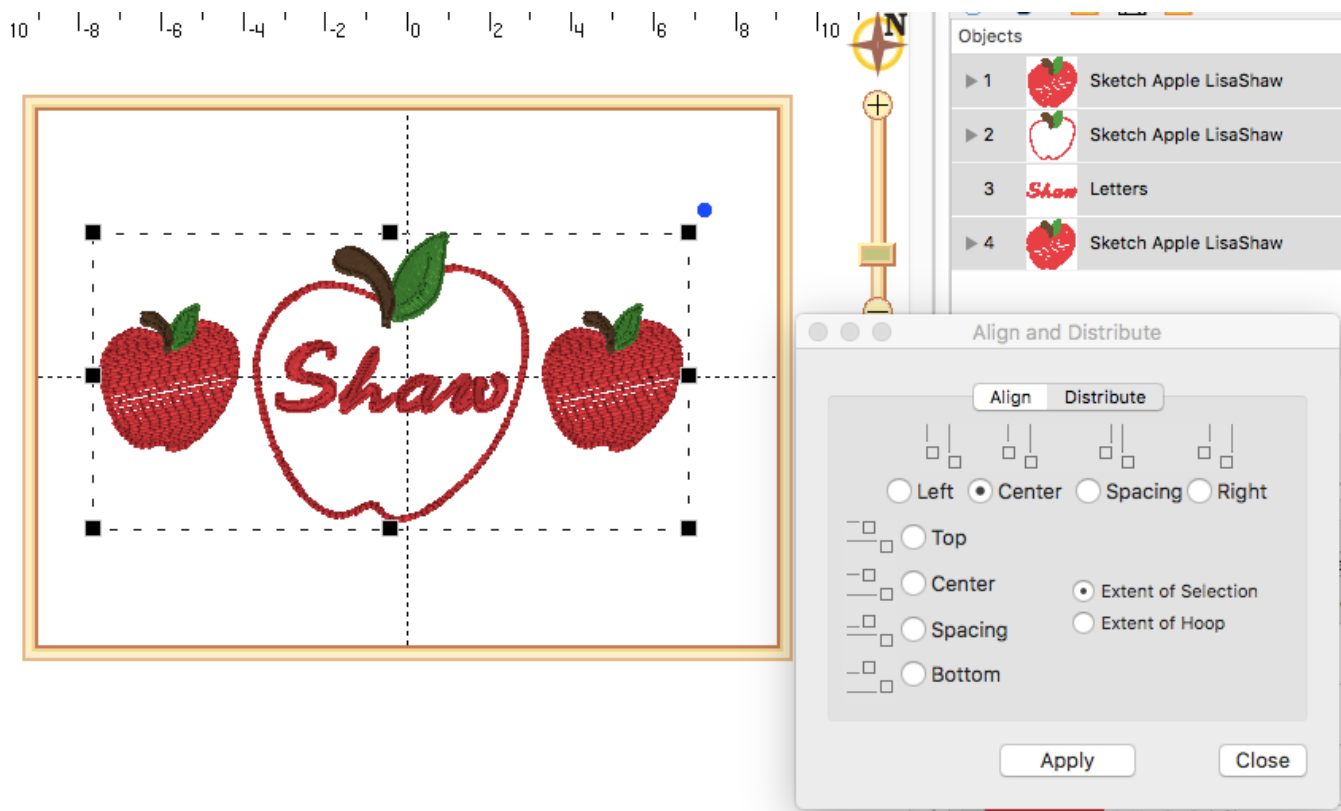 10 -8 -6 -4 -2 0 2 4 6 8 10
N
Objects
1 Sketch Apple LisaShaw
2 Sketch Apple LisaShaw
3 Shaw Letters
4 Sketch Apple LisaShaw
Shaw
Align and Distribute
Align Distribute
Left Center Spacing Right
Top
Center
Extent of Selection
Spacing
Extent of Hoop
Bottom
Apply Close